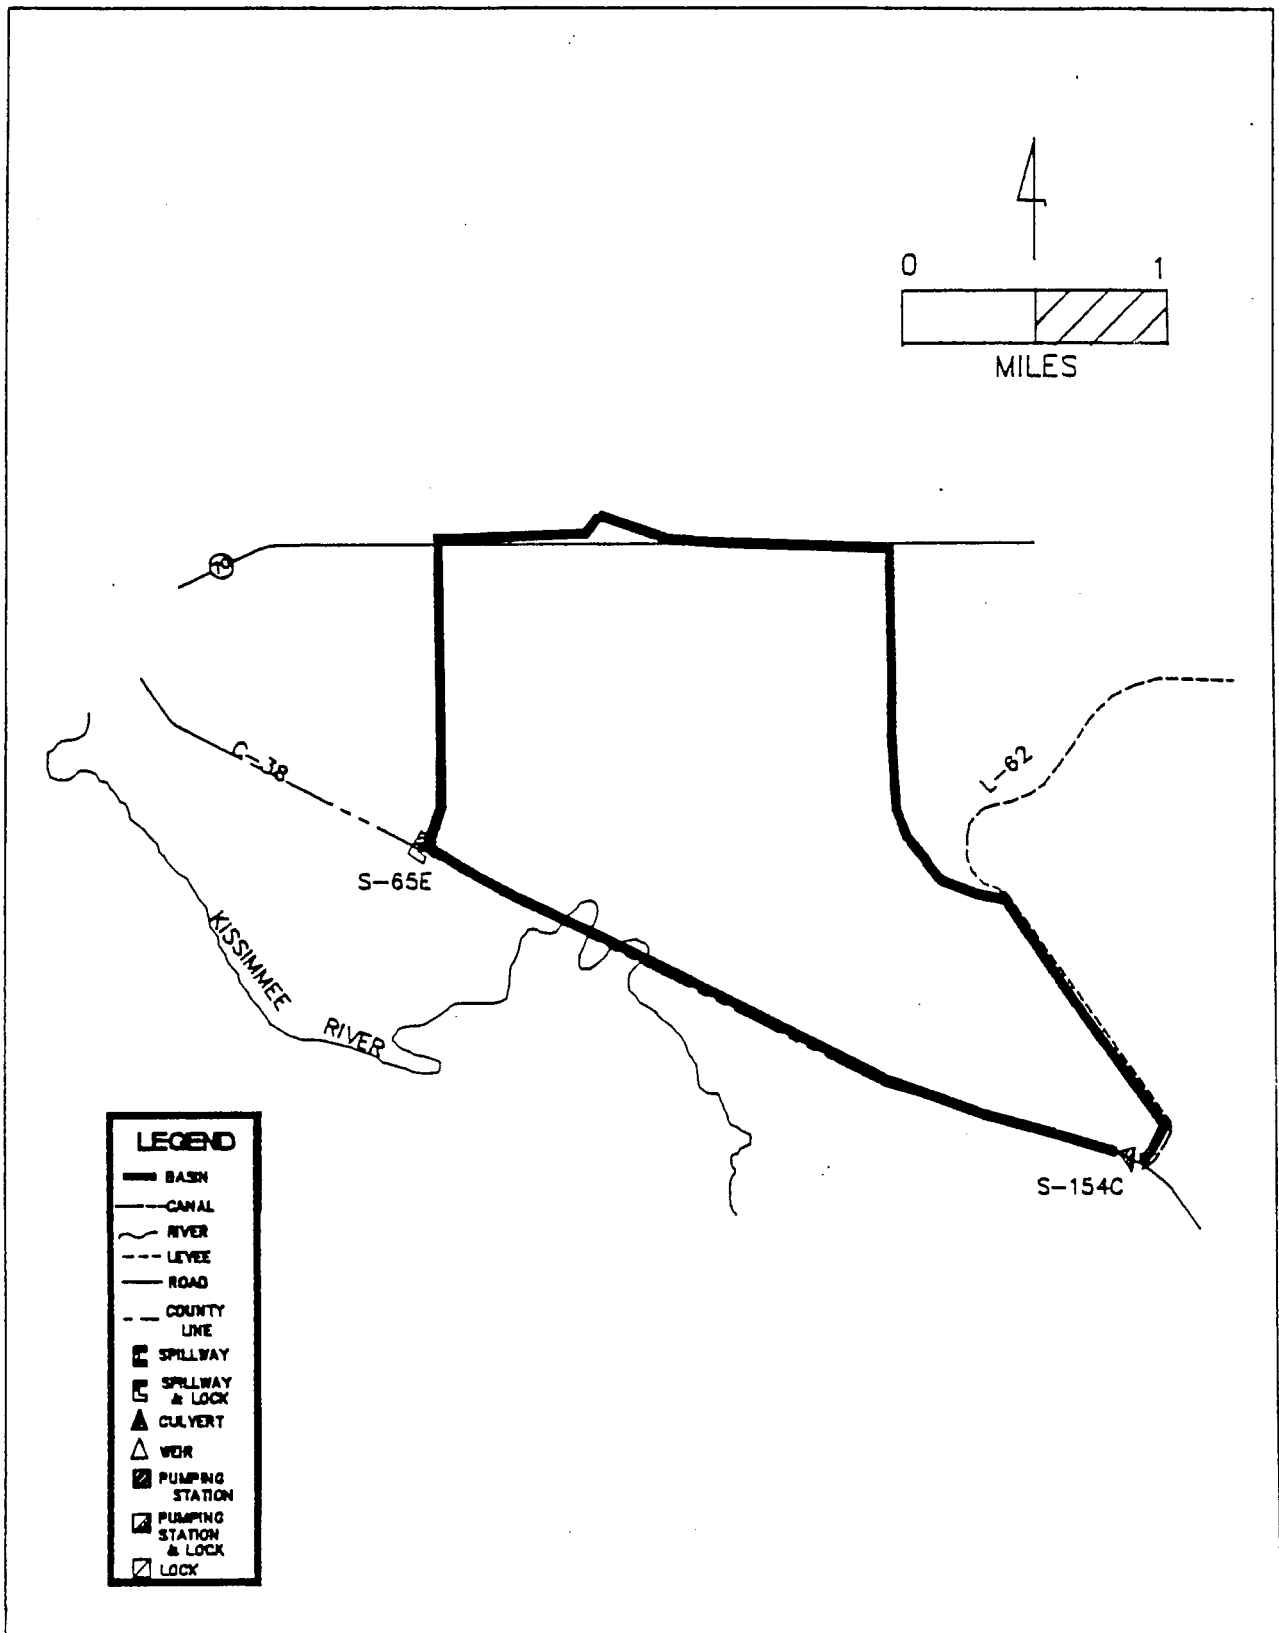 0 1
MILES
70
C-38
L-62
S-65E
KISSIMMEE
RIVER
S-154C
LEGEND
BASIN
CANAL
RIVER
LEVEE
ROAD
COUNTY
LINE
SPILLWAY
SPILLWAY
& LOCK
CULVERT
WEIR
PUMPING
STATION
PUMPING
STATION
& LOCK
LOCK